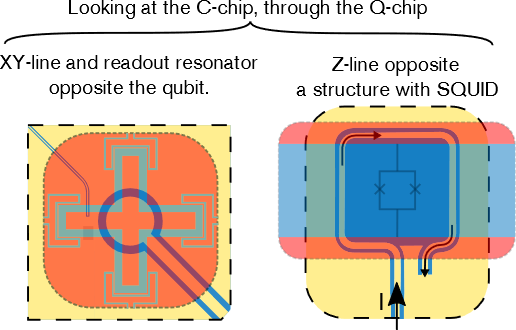 Looking at the C-chip, through the Q-chip
XY-line and readout resonator
opposite the qubit.
Z-line opposite
a structure with SQUID
I